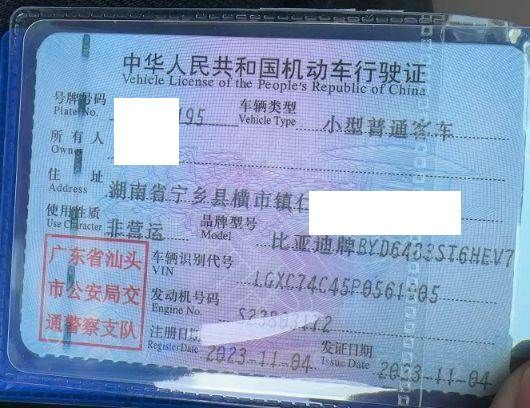 中华人民共和国机动车行驶证
Vehicle License of the People's Republic of China
号牌号码 195 车辆类型 小型普通客车
Plate No. Vehicle Type
所有人
Owner
住址 湖南省宁乡县横市镇仁
Address
使用性质 非营运 品牌型号 比亚迪牌BYD6483ST6HEV7
Use Character Model
广东省汕头
市公安局交
通警察支队
车辆识别代号
VIN
发动机号码
Engine No.
注册日期 2023-11-04 发证日期 2023-11-04
Register Date Issue Date